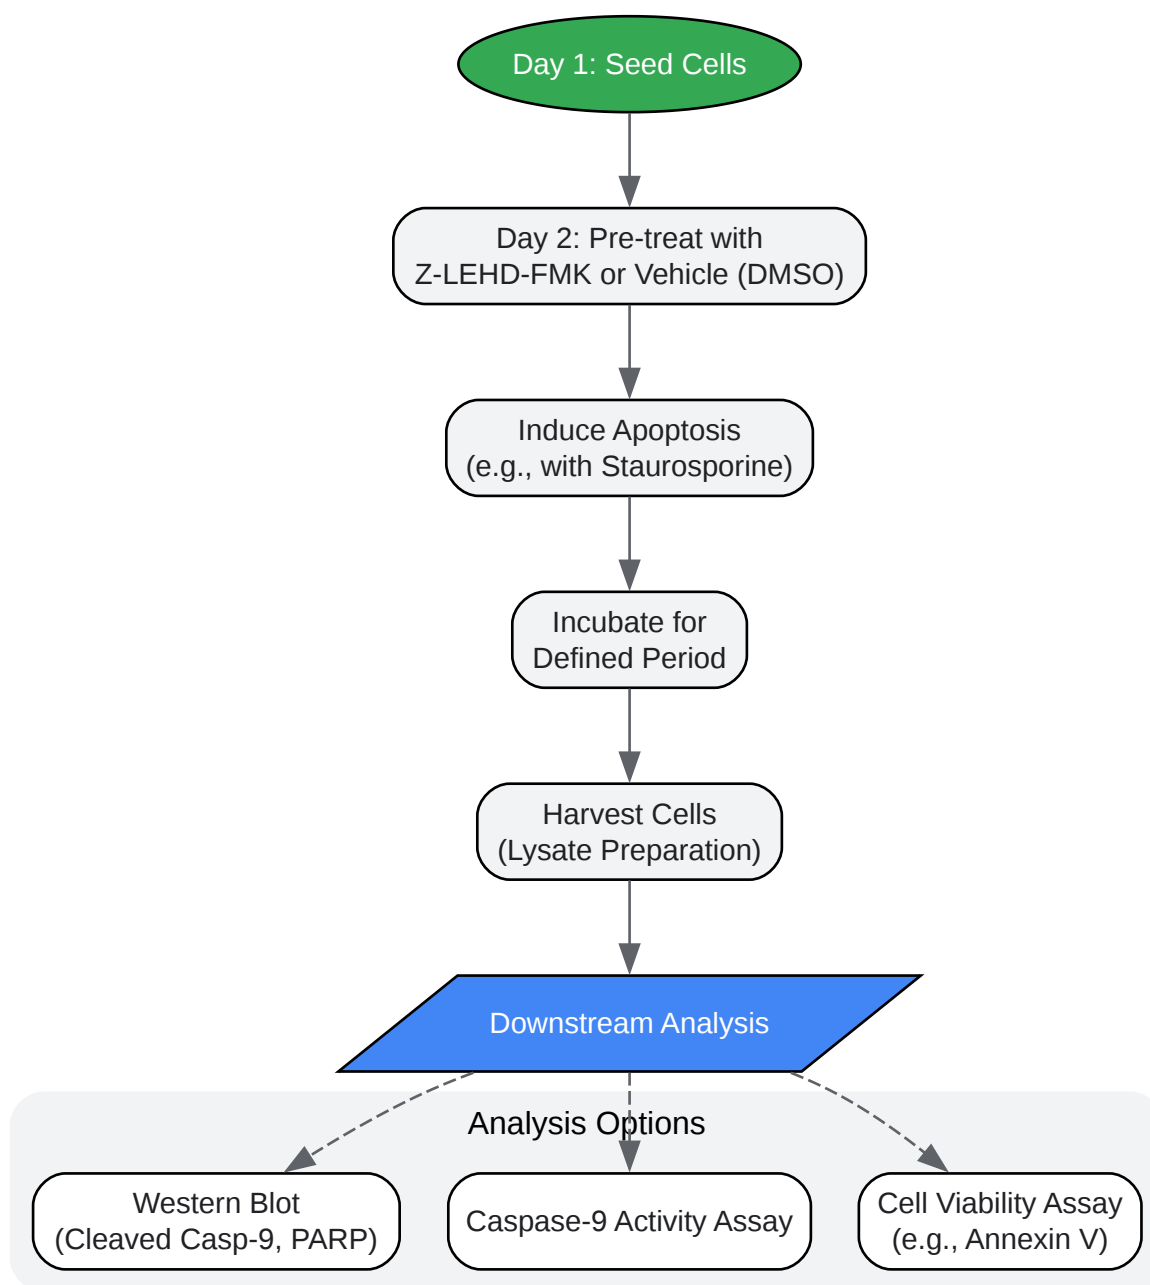 Day 1: Seed Cells
Day 2: Pre-treat with
Z-LEHD-FMK or Vehicle (DMSO)
Induce Apoptosis
(e.g., with Staurosporine)
Incubate for
Defined Period
Harvest Cells
(Lysate Preparation)
Downstream Analysis
Analysis Options
Western Blot
(Cleaved Casp-9, PARP)
Caspase-9 Activity Assay
Cell Viability Assay
(e.g., Annexin V)